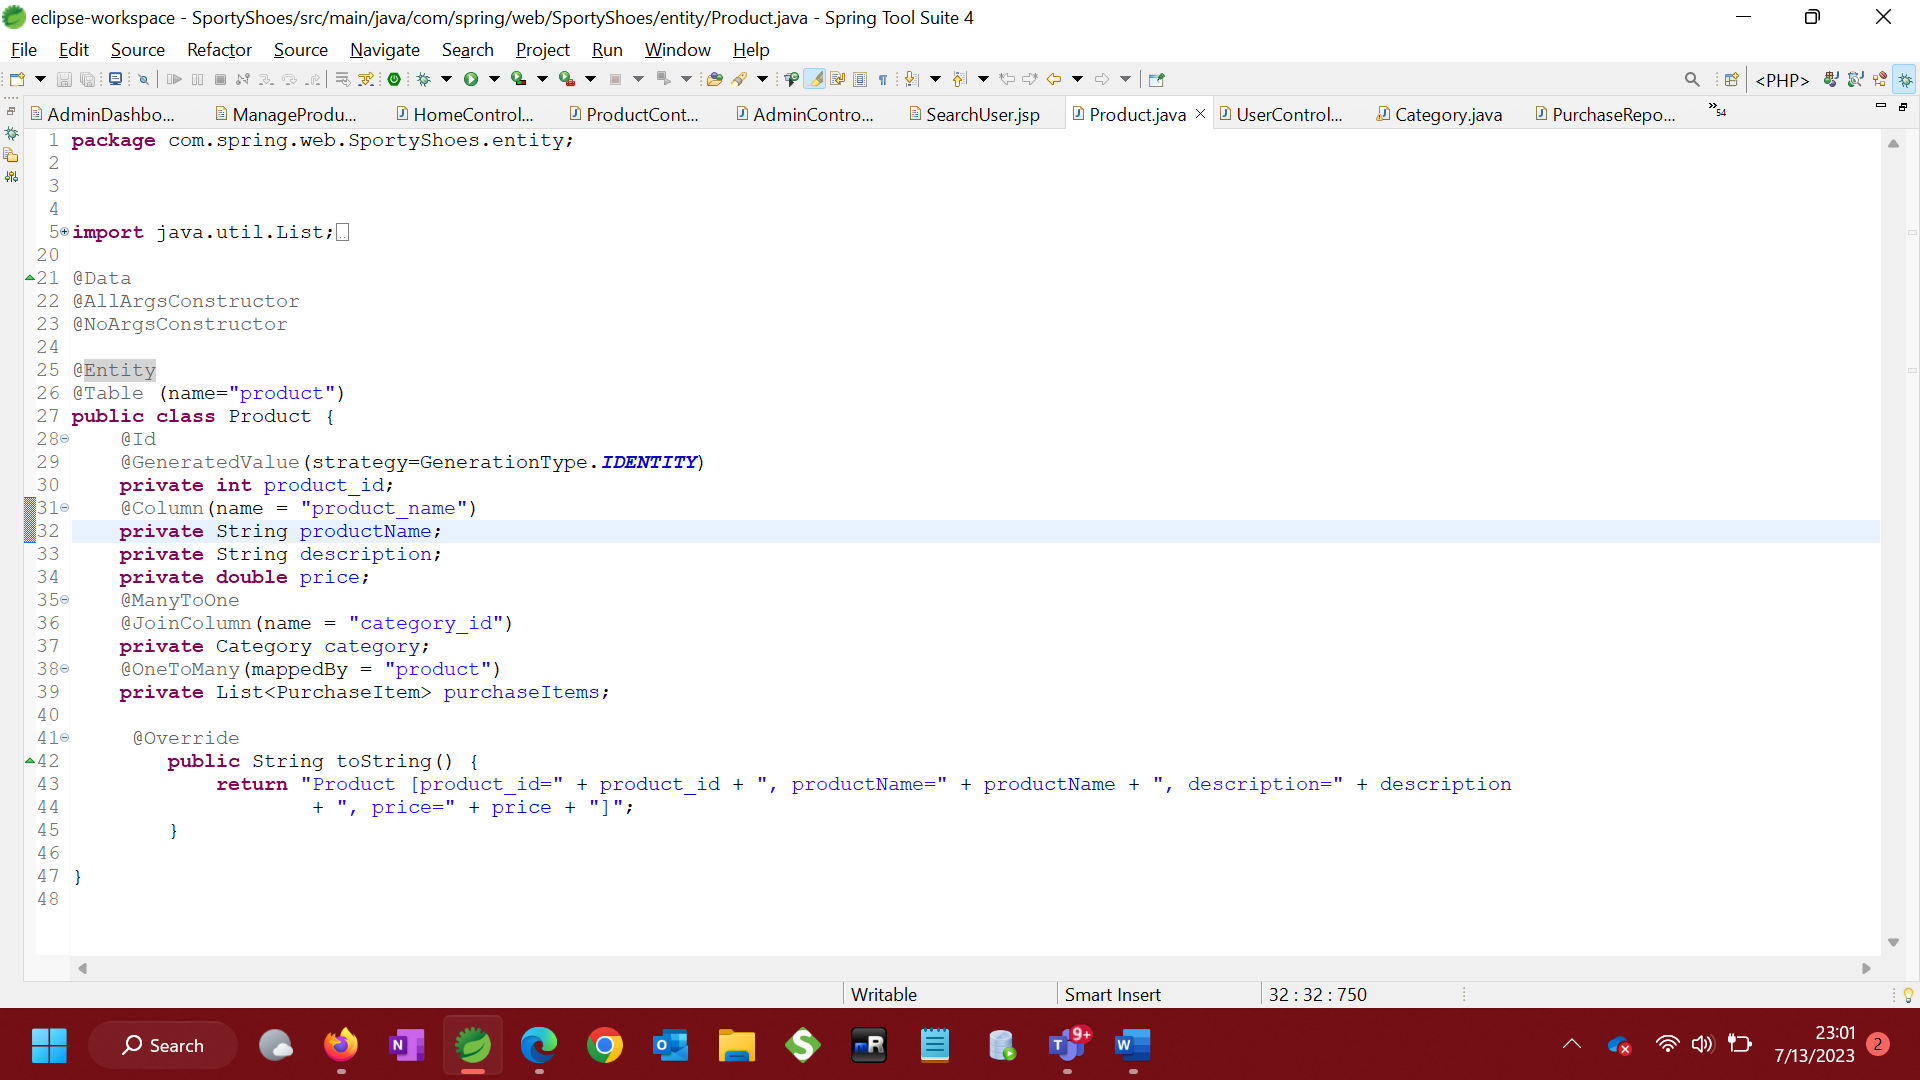 eclipse-workspace - SportyShoes/src/main/java/com/spring/web/SportyShoes/entity/Product.java - Spring Tool Suite 4
File Edit Source Refactor Source Navigate Search Project Run Window Help
<PHP>
AdminDashbo... ManageProdu... HomeControl... ProductCont... AdminContro... SearchUser.jsp Product.java UserControl... Category.java PurchaseRepo... »54
1 package com.spring.web.SportyShoes.entity;
2
3
4
5 import java.util.List;
20
21 @Data
22 @AllArgsConstructor
23 @NoArgsConstructor
24
25 @Entity
26 @Table (name="product")
27 public class Product {
28 @Id
29 @GeneratedValue(strategy=GenerationType.IDENTITY)
30 private int product_id;
31 @Column(name = "product_name")
32 private String productName;
33 private String description;
34 private double price;
35 @ManyToOne
36 @JoinColumn(name = "category_id")
37 private Category category;
38 @OneToMany(mappedBy = "product")
39 private List<PurchaseItem> purchaseItems;
40
41 @Override
42 public String toString() {
43 return "Product [product_id=" + product_id + ", productName=" + productName + ", description=" + description
44 + ", price=" + price + "]";
45 }
46
47 }
48
Writable Smart Insert 32 : 32 : 750
Search
N
O
S
mR
T
9+
W
23:01
7/13/2023
2